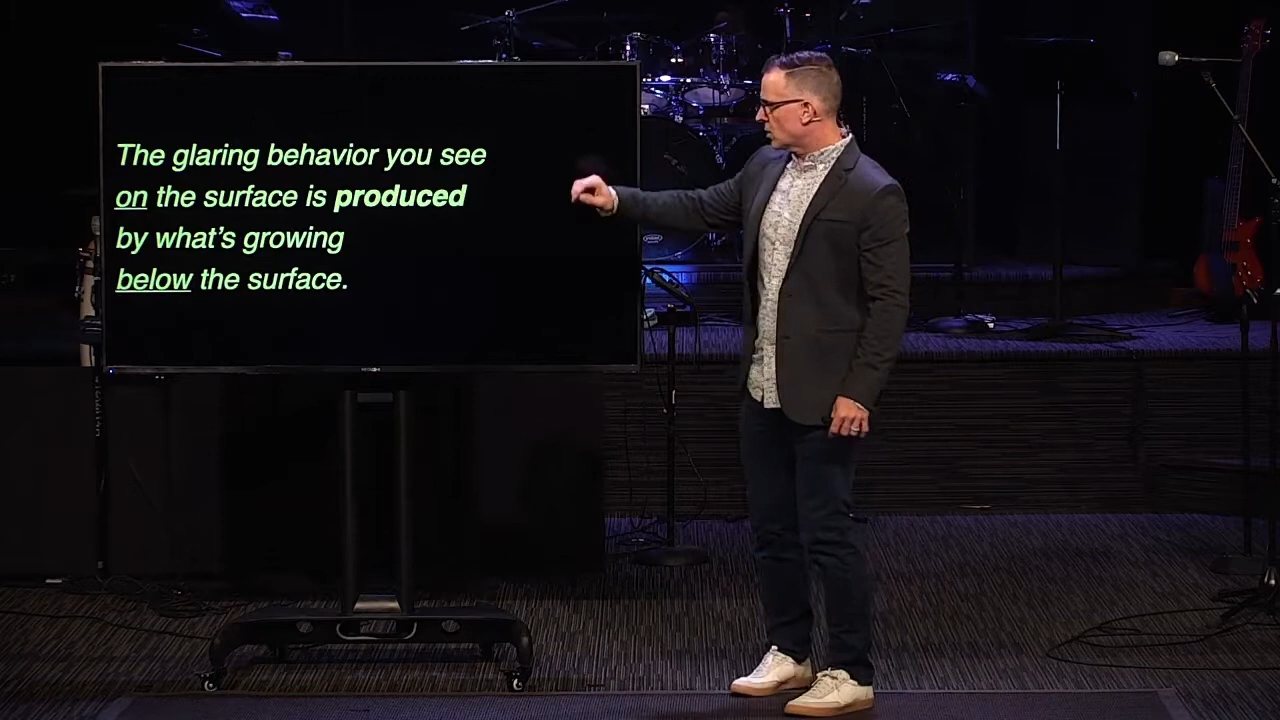 The glaring behavior you see
on the surface is produced
by what’s growing
below the surface.